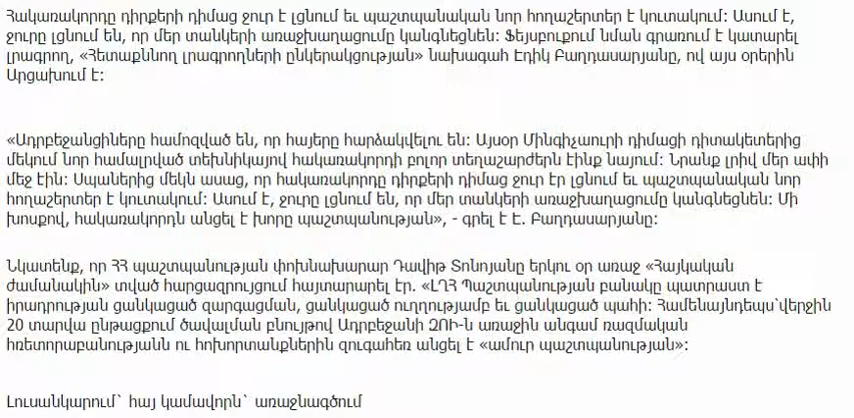 Հակառակորդը դիրքերի դիմաց ջուր է լցնում եւ պաշտպանական նոր հողաշերտեր է կուտակում: Ասում է,
ջուրը լցնում են, որ մեր տանկերի առաջխաղացումը կանգնեցնեն: Ֆեյսբուքում նման գրառում է կատարել
լրագրող, «Հետաքննող լրագրողների ընկերակցության» նախագահ Էդիկ Բաղդասարյանը, ով այս օրերին
Արցախում է:
«Ադրբեջանցիները համոզված են, որ հայերը հարձակվելու են: Այսօր Մինգիչաուրի դիմացի դիտակետերից
մեկում նոր համալրված տեխնիկայով հակառակորդի բոլոր տեղաշարժերն էինք նայում: Նրանք լրիվ մեր ափի
մեջ էին: Սպաներից մեկն ասաց, որ հակառակորդը դիրքերի դիմաց ջուր էր լցնում եւ պաշտպանական նոր
հողաշերտեր է կուտակում: Ասում է, ջուրը լցնում են, որ մեր տանկերի առաջխաղացումը կանգնեցնեն: Մի
խոսքով, հակառակորդն անցել է խորը պաշտպանության», - գրել է Է. Բաղդասարյանը:
Նկատենք, որ ՀՀ պաշտպանության փոխնախարար Դավիթ Տոնոյանը երկու օր առաջ «Հայկական
ժամանակին» տված հարցազրույցում հայտարարել էր. «ԼՂՀ Պաշտպանության բանակը պատրաստ է
իրադրության ցանկացած զարգացման, ցանկացած ուղղությամբ եւ ցանկացած պահի: Համենայնդեպս՝վերջին
20 տարվա ընթացքում ծավալման բնույթով Ադրբեջանի ԶՈՒ-ն առաջին անգամ ռազմական
հռետորաբանությանն ու հոխորտանքներին զուգահեռ անցել է «ամուր պաշտպանության»:
Լուսանկարում` հայ կամավորն` առաջնագծում